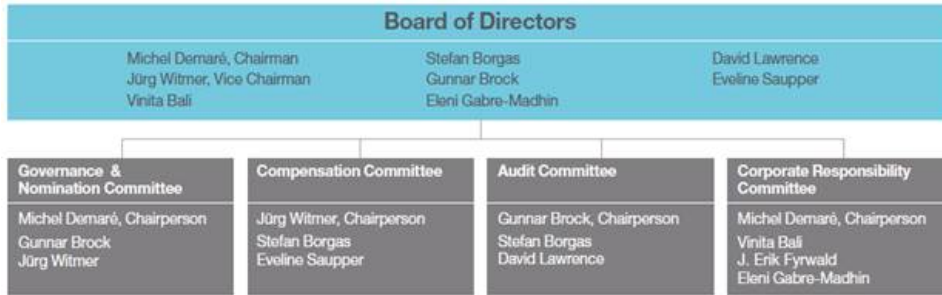 Board of Directors
Michel Demaré, Chairman
Jürg Witmer, Vice Chairman
Vinita Bali
Stefan Borgas
Gunnar Brock
Eleni Gabre-Madhin
David Lawrence
Eveline Saupper
Governance &
Nomination Committee
Michel Demaré, Chairperson
Gunnar Brock
Jürg Witmer
Compensation Committee
Jürg Witmer, Chairperson
Stefan Borgas
Eveline Saupper
Audit Committee
Gunnar Brock, Chairperson
Stefan Borgas
David Lawrence
Corporate Responsibility
Committee
Michel Demaré, Chairperson
Vinita Bali
J. Erik Fyrwald
Eleni Gabre-Madhin